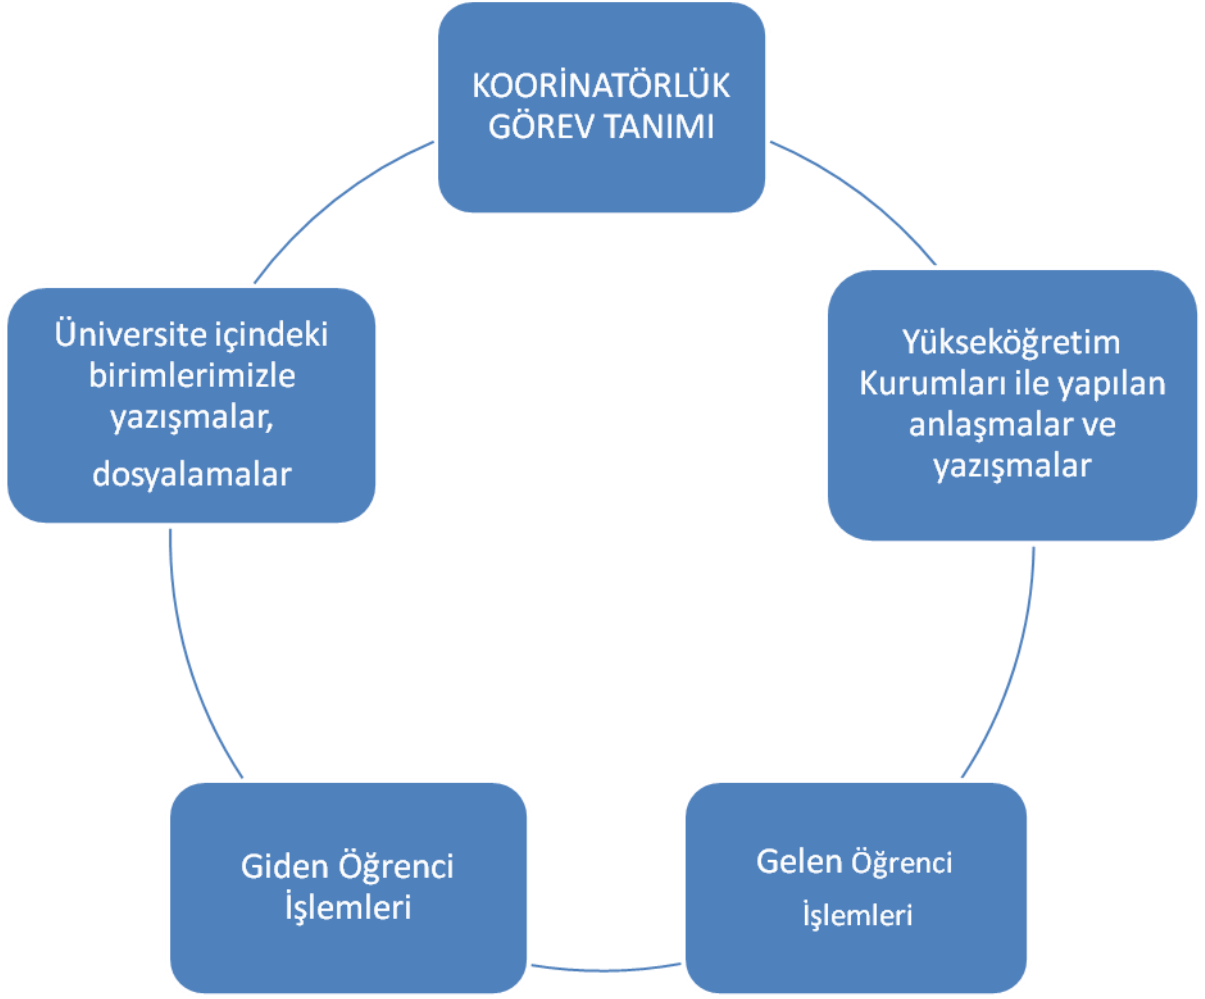 KOORİNATÖRLÜK
GÖREV TANIMI
Yükseköğretim
Kurumları ile yapılan
anlaşmalar ve
yazışmalar
Gelen Öğrenci
İşlemleri
Giden Öğrenci
İşlemleri
Üniversite içindeki
birimlerimizle
yazışmalar,
dosyalamalar